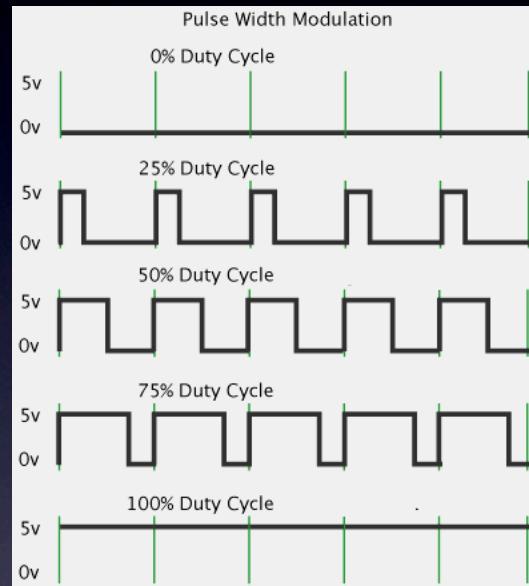 Pulse Width Modulation
0% Duty Cycle
5v
0v
25% Duty Cycle
5v
0v
50% Duty Cycle
5v
0v
75% Duty Cycle
5v
0v
100% Duty Cycle
5v
0v